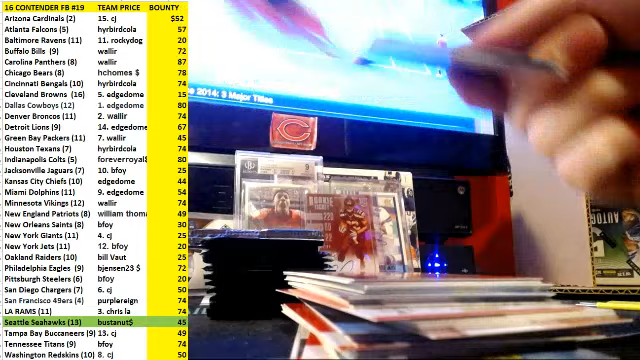 16 CONTENDER FB #19 TEAM PRICE BOUNTY
Arizona Cardinals (2) 15. cj $52
Atlanta Falcons (5) hyrbirdcola 57
Baltimore Ravens (11) 11. rockydog 20
Buffalo Bills (9) wallir 72
Carolina Panthers (8) wallir 87
Chicago Bears (8) hchomes $ 78
Cincinnati Bengals (10) hyrbirdcola 74
Cleveland Browns (16) 5. edgedome 15
Dallas Cowboys (12) 1. edgedome 80
Denver Broncos (11) 2. wallir 74
Detroit Lions (9) 14. edgedome 67
Green Bay Packers (11) 7. wallir 45
Houston Texans (7) hyrbirdcola 74
Indianapolis Colts (5) foreverroyal$ 80
Jacksonville Jaguars (7) 10. bfoy 25
Kansas City Chiefs (10) edgedome 44
Miami Dolphins (11) 9. edgedome 54
Minnesota Vikings (12) wallir 74
New England Patriots (8) william thoma 49
New Orleans Saints (8) bfoy 30
New York Giants (11) 4. cj 50
New York Jets (11) 12. bfoy 20
Oakland Raiders (10) bill Vaut 25
Philadelphia Eagles (9) bjensen23 $ 72
Pittsburgh Steelers (6) bfoy 20
San Diego Chargers (7) 6. cj 50
San Francisco 49ers (4) purplereign 74
LA RAMS (11) 3. chris la 74
Seattle Seahawks (13) bustanut$ 45
Tampa Bay Buccaneers (9) 13. cj 49
Tennessee Titans (9) bfoy 74
Washington Redskins (10) 8. cj 50
2014: 3 Major Titles
ROOKIE
AUTOG